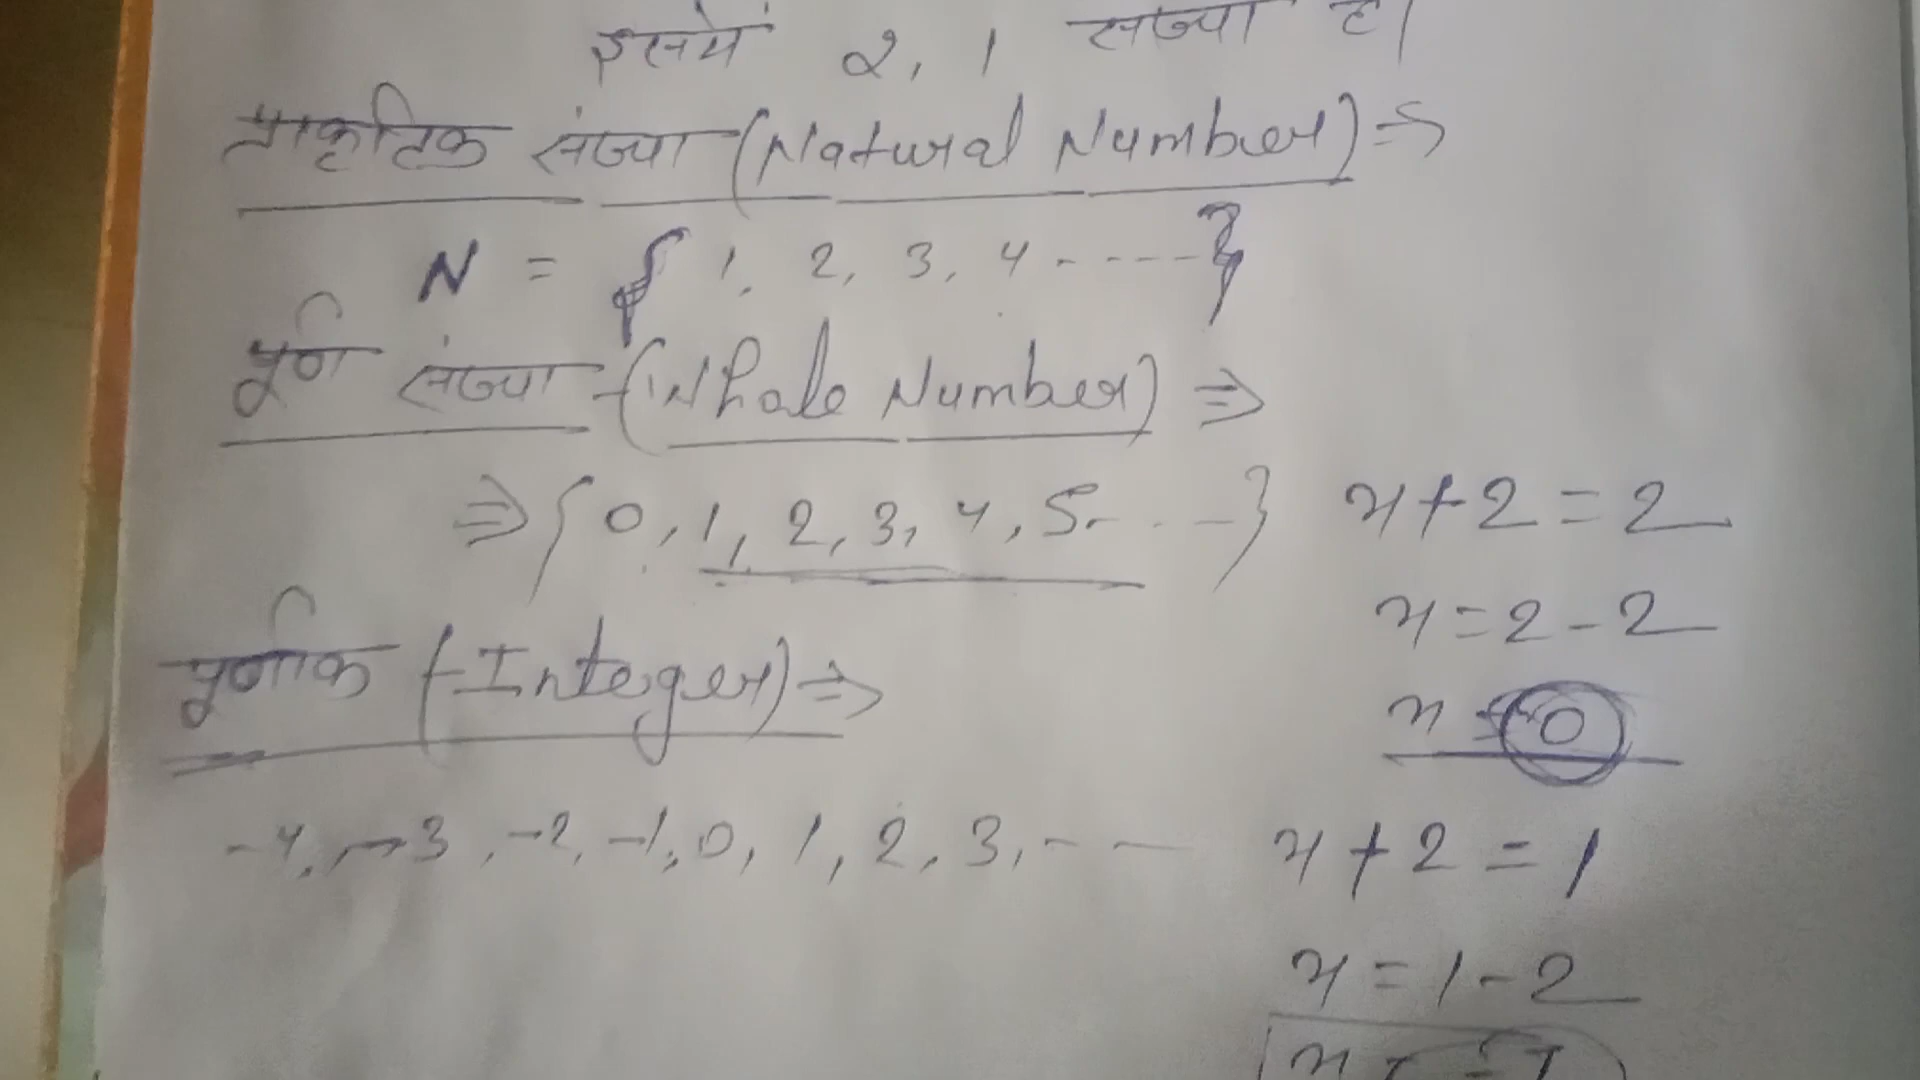 इसमें 2, 1 संख्या है।
प्राकृतिक संख्या (Natural Number) ⇒
N = { 1, 2, 3, 4 ----- }
पूर्ण संख्या (Whole Number) ⇒
⇒ { 0, 1, 2, 3, 4, 5. . . - }
पूर्णांक (Integer) ⇒
-4, -3, -2, -1, 0, 1, 2, 3, - -
x + 2 = 2
x = 2 - 2
x = 0
x + 2 = 1
x = 1 - 2
x = -1